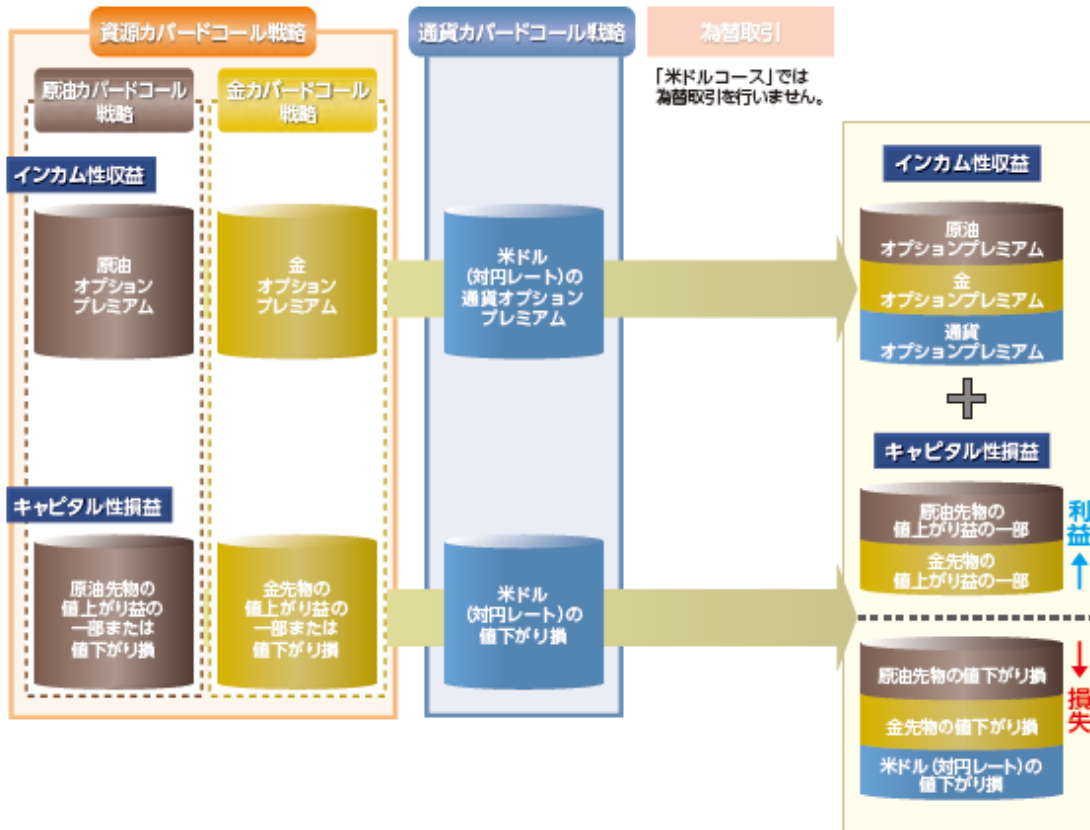 資源カバードコール戦略
通貨カバードコール戦略
為替取引
「米ドルコース」では
為替取引を行いません。
原油カバードコール
戦略
金カバードコール
戦略
インカム性収益
原油
オプション
プレミアム
金
オプション
プレミアム
米ドル
(対円レート)の
通貨オプション
プレミアム
キャピタル性損益
原油先物の
値上がり益の
一部または
値下がり損
金先物の
値上がり益の
一部または
値下がり損
米ドル
(対円レート)の
値下がり損
インカム性収益
原油
オプションプレミアム
金
オプションプレミアム
通貨
オプションプレミアム
+
キャピタル性損益
原油先物の
値上がり益の一部
金先物の
値上がり益の一部
利益
原油先物の値下がり損
金先物の値下がり損
米ドル(対円レート)の
値下がり損
損失